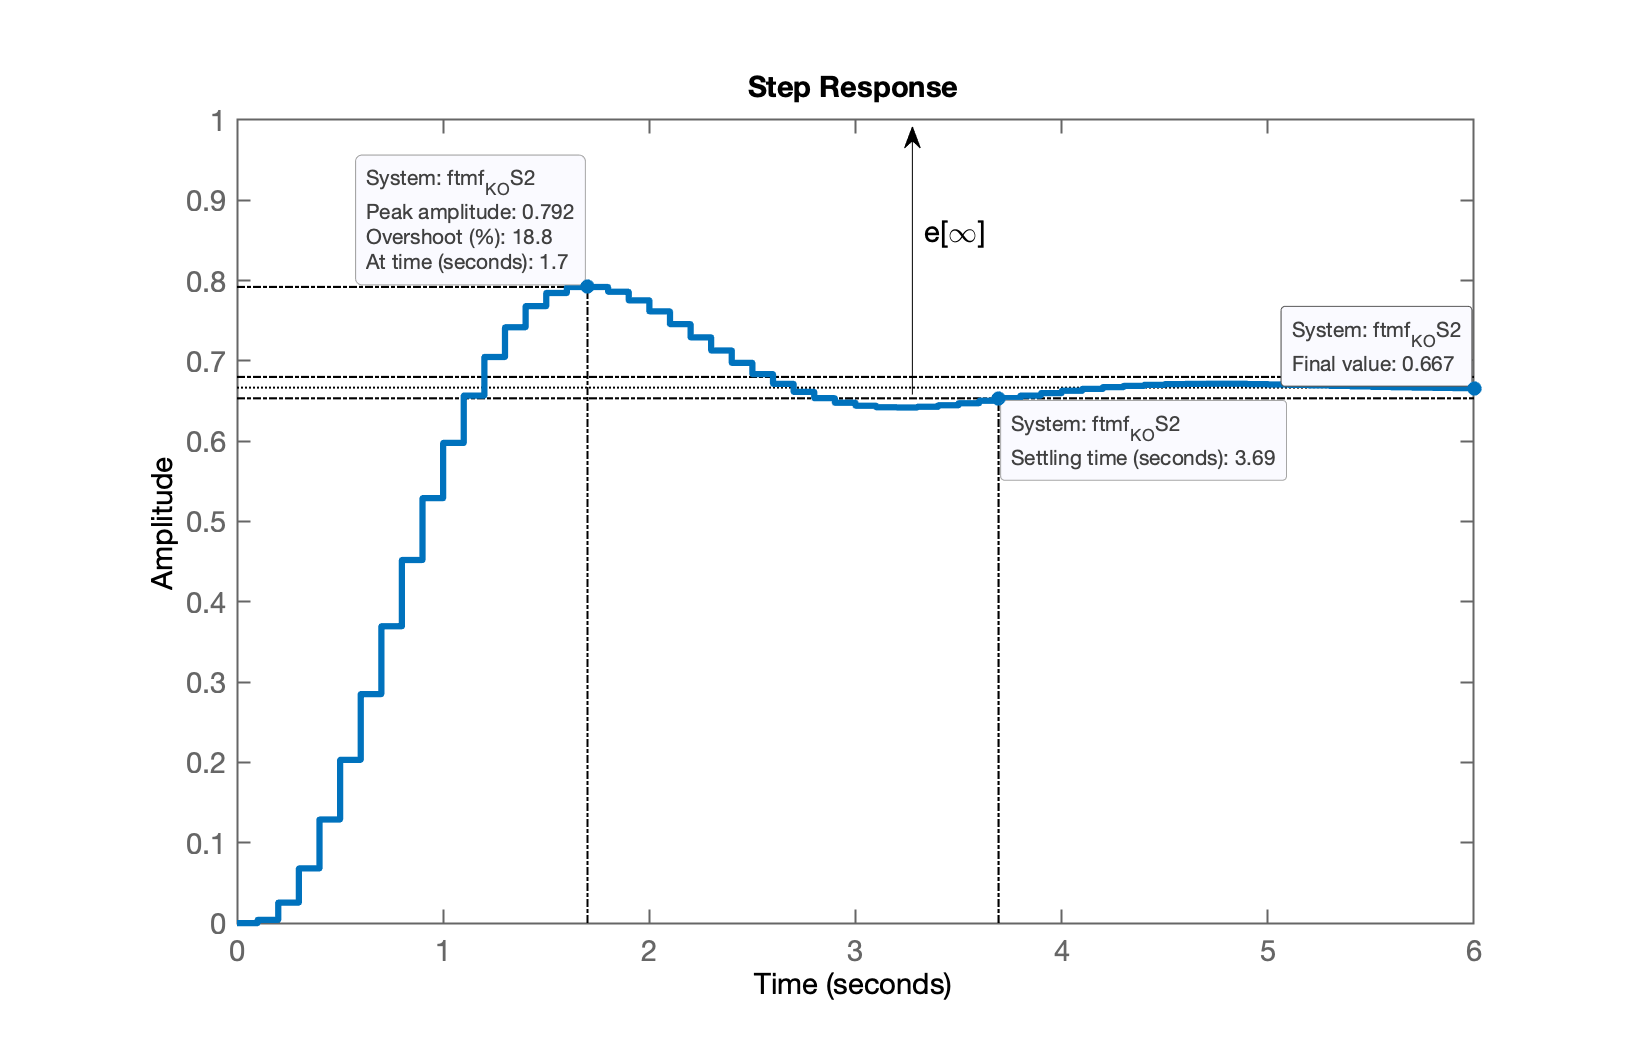 Step Response
1
0.9
0.8
0.7
0.6
0.5
0.4
0.3
0.2
0.1
0
Amplitude
System: ftmfKOS2
Peak amplitude: 0.792
Overshoot (%): 18.8
At time (seconds): 1.7
e[∞]
System: ftmfKOS2
Final value: 0.667
System: ftmfKOS2
Settling time (seconds): 3.69
0 1 2 3 4 5 6
Time (seconds)